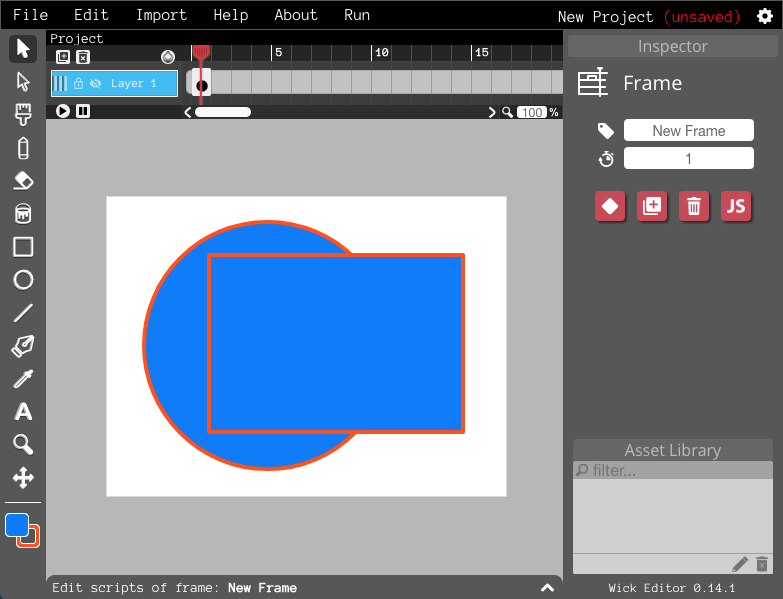 File Edit Import Help About Run New Project (unsaved)
Project
Inspector
5 10 15
Layer 1
Frame
100 %
New Frame
1
JS
A
Asset Library
filter...
Edit scripts of frame: New Frame
Wick Editor 0.14.1